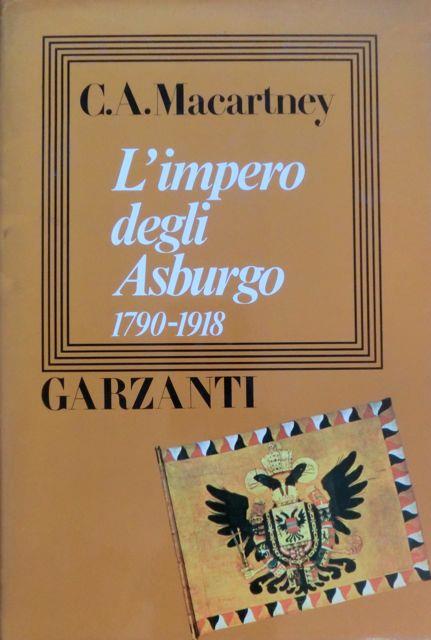 C.A. Macartney
L'impero
degli
Asburgo
1790-1918
GARZANTI